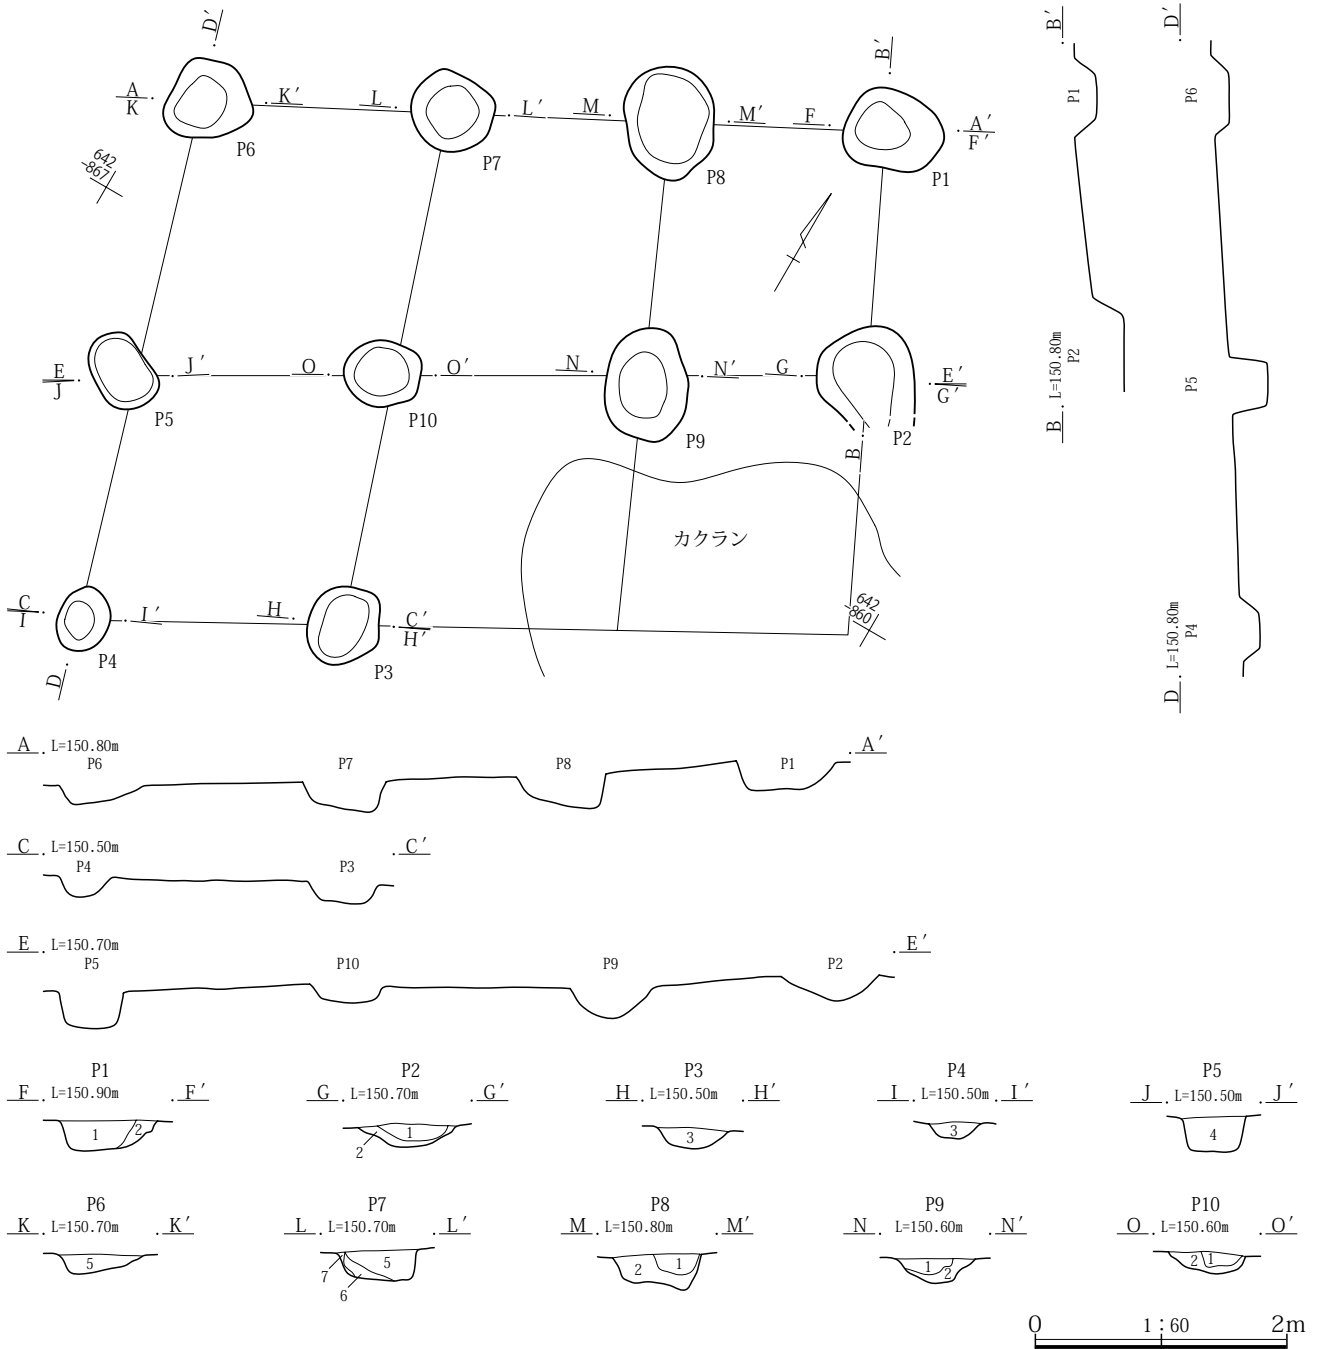 D′
B′
B′
D′
A
K
K′
L
L′
M
M′
F
A′
F′
P6
P7
P8
P1
P1
P6
642
-867
E
J
J′
O
O′
N
N′
G
E′
G′
P5
P10
P9
P2
B
P2
L=150.80m
B
P5
カクラン
642
-860
C
I
I′
H
C′
H′
P4
P3
D
P4
L=150.80m
D
A L=150.80m A′
P6 P7 P8 P1
C L=150.50m C′
P4 P3
E L=150.70m E′
P5 P10 P9 P2
P1 P2 P3 P4 P5
F L=150.90m F′ G L=150.70m G′ H L=150.50m H′ I L=150.50m I′ J L=150.50m J′
1 2 1 2 3 3 4
P6 P7 P8 P9 P10
K L=150.70m K′ L L=150.70m L′ M L=150.80m M′ N L=150.60m N′ O L=150.60m O′
5 5 7 6 2 1 1 2 2 1
0 1:60 2m